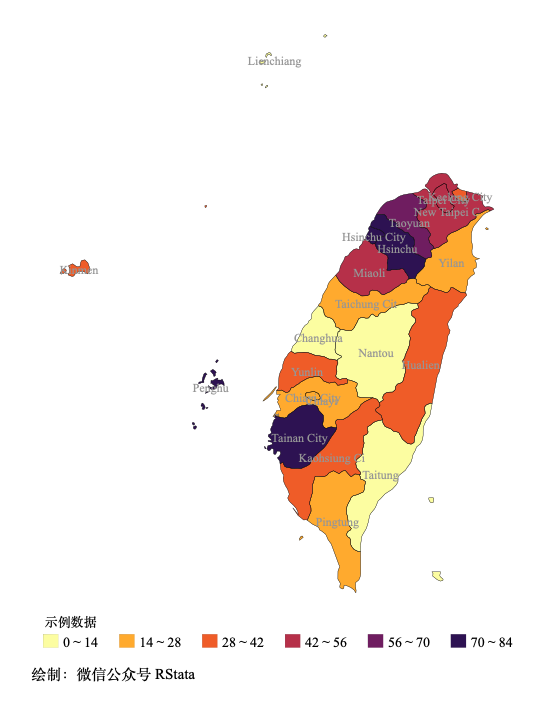 Lienchiang
Keelung City
Taipei City
New Taipei C
Taoyuan
Hsinchu City
Hsinchu
Yilan
Kinmen
Miaoli
Taichung Cit
Changhua
Nantou
Hualien
Yunlin
Penghu
Chiayi City
Chiayi
Tainan City
Kaohsiung Ci
Taitung
Pingtung
示例数据
0 ~ 14 14 ~ 28 28 ~ 42 42 ~ 56 56 ~ 70 70 ~ 84
绘制：微信公众号 RStata